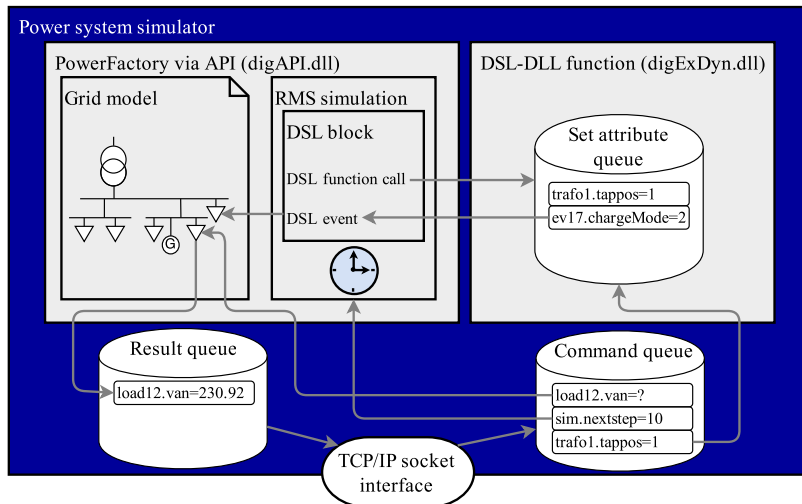 Power system simulator
PowerFactory via API (digAPI.dll)
Grid model
G
RMS simulation
DSL block
DSL function call
DSL event
DSL-DLL function (digExDyn.dll)
Set attribute
queue
trafo1.tappos=1
ev17.chargeMode=2
Result queue
load12.van=230.92
Command queue
load12.van=?
sim.nextstep=10
trafo1.tappos=1
TCP/IP socket
interface